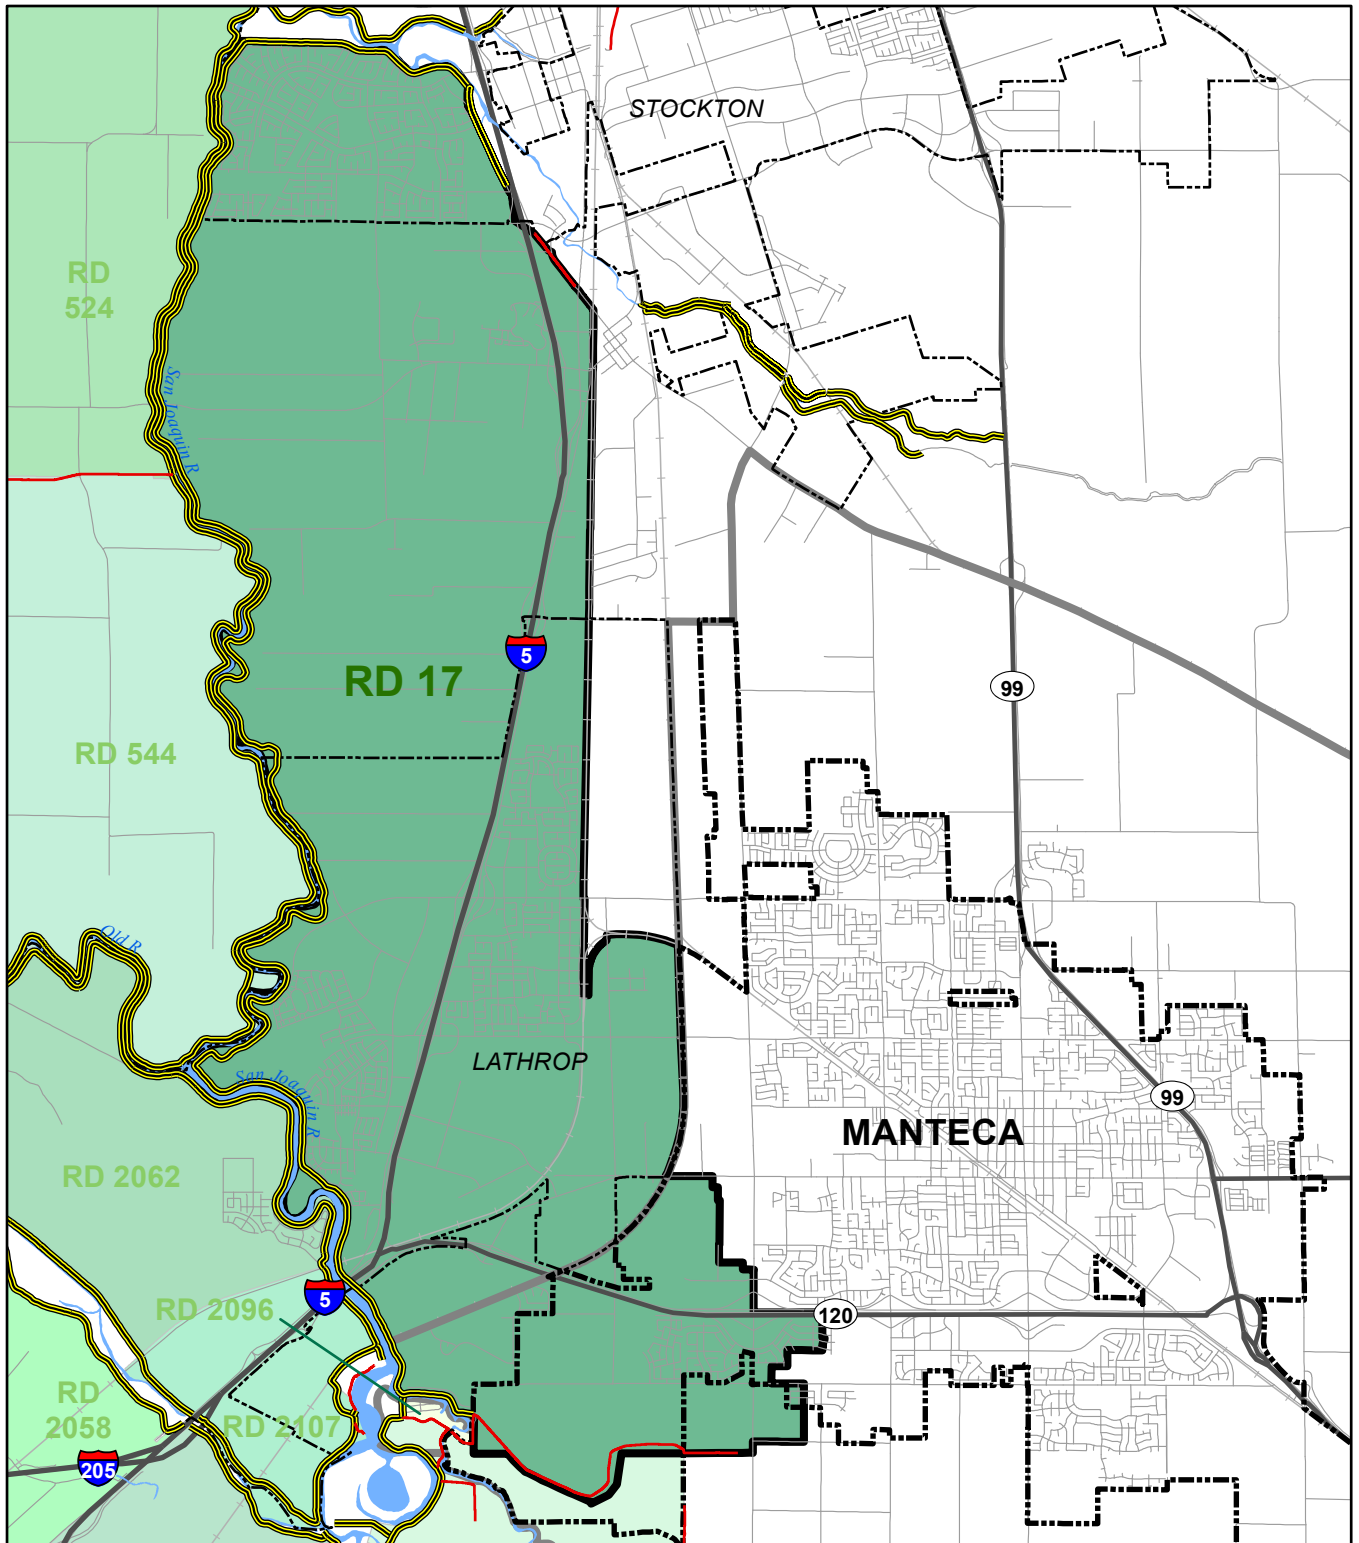 STOCKTON
RD
524
San Joaquin R
5
RD 17
99
RD 544
Old R
LATHROP
San Joaquin R
99
MANTECA
RD 2062
5
RD 2096
120
RD
2058
RD 2107
205